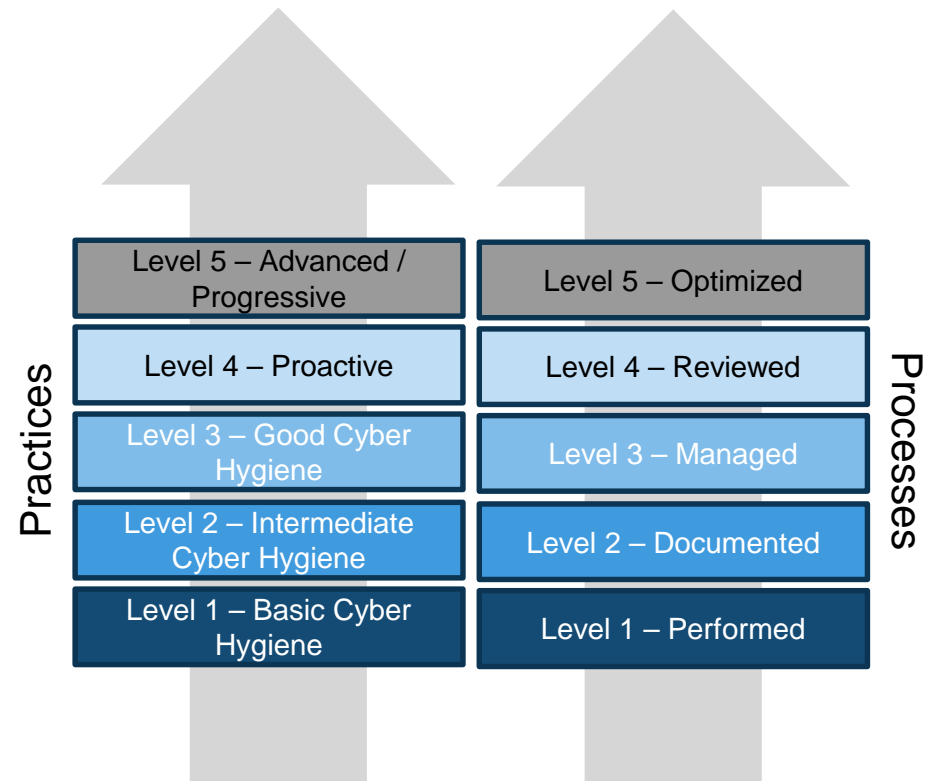 Practices
Level 5 – Advanced /
Progressive
Level 4 – Proactive
Level 3 – Good Cyber
Hygiene
Level 2 – Intermediate
Cyber Hygiene
Level 1 – Basic Cyber
Hygiene
Level 5 – Optimized
Level 4 – Reviewed
Level 3 – Managed
Level 2 – Documented
Level 1 – Performed
Processes